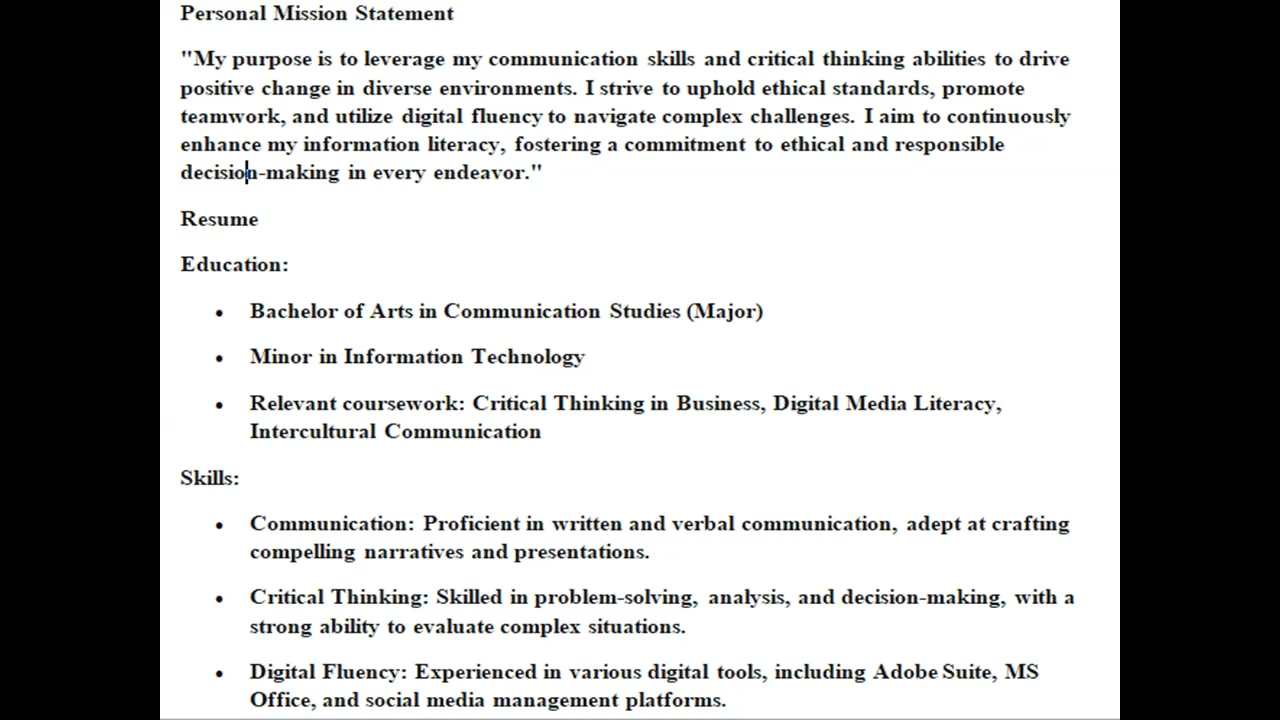 Personal Mission Statement
"My purpose is to leverage my communication skills and critical thinking abilities to drive
positive change in diverse environments. I strive to uphold ethical standards, promote
teamwork, and utilize digital fluency to navigate complex challenges. I aim to continuously
enhance my information literacy, fostering a commitment to ethical and responsible
decision-making in every endeavor."
Resume
Education:
• Bachelor of Arts in Communication Studies (Major)
• Minor in Information Technology
• Relevant coursework: Critical Thinking in Business, Digital Media Literacy,
Intercultural Communication
Skills:
• Communication: Proficient in written and verbal communication, adept at crafting
compelling narratives and presentations.
• Critical Thinking: Skilled in problem-solving, analysis, and decision-making, with a
strong ability to evaluate complex situations.
• Digital Fluency: Experienced in various digital tools, including Adobe Suite, MS
Office, and social media management platforms.